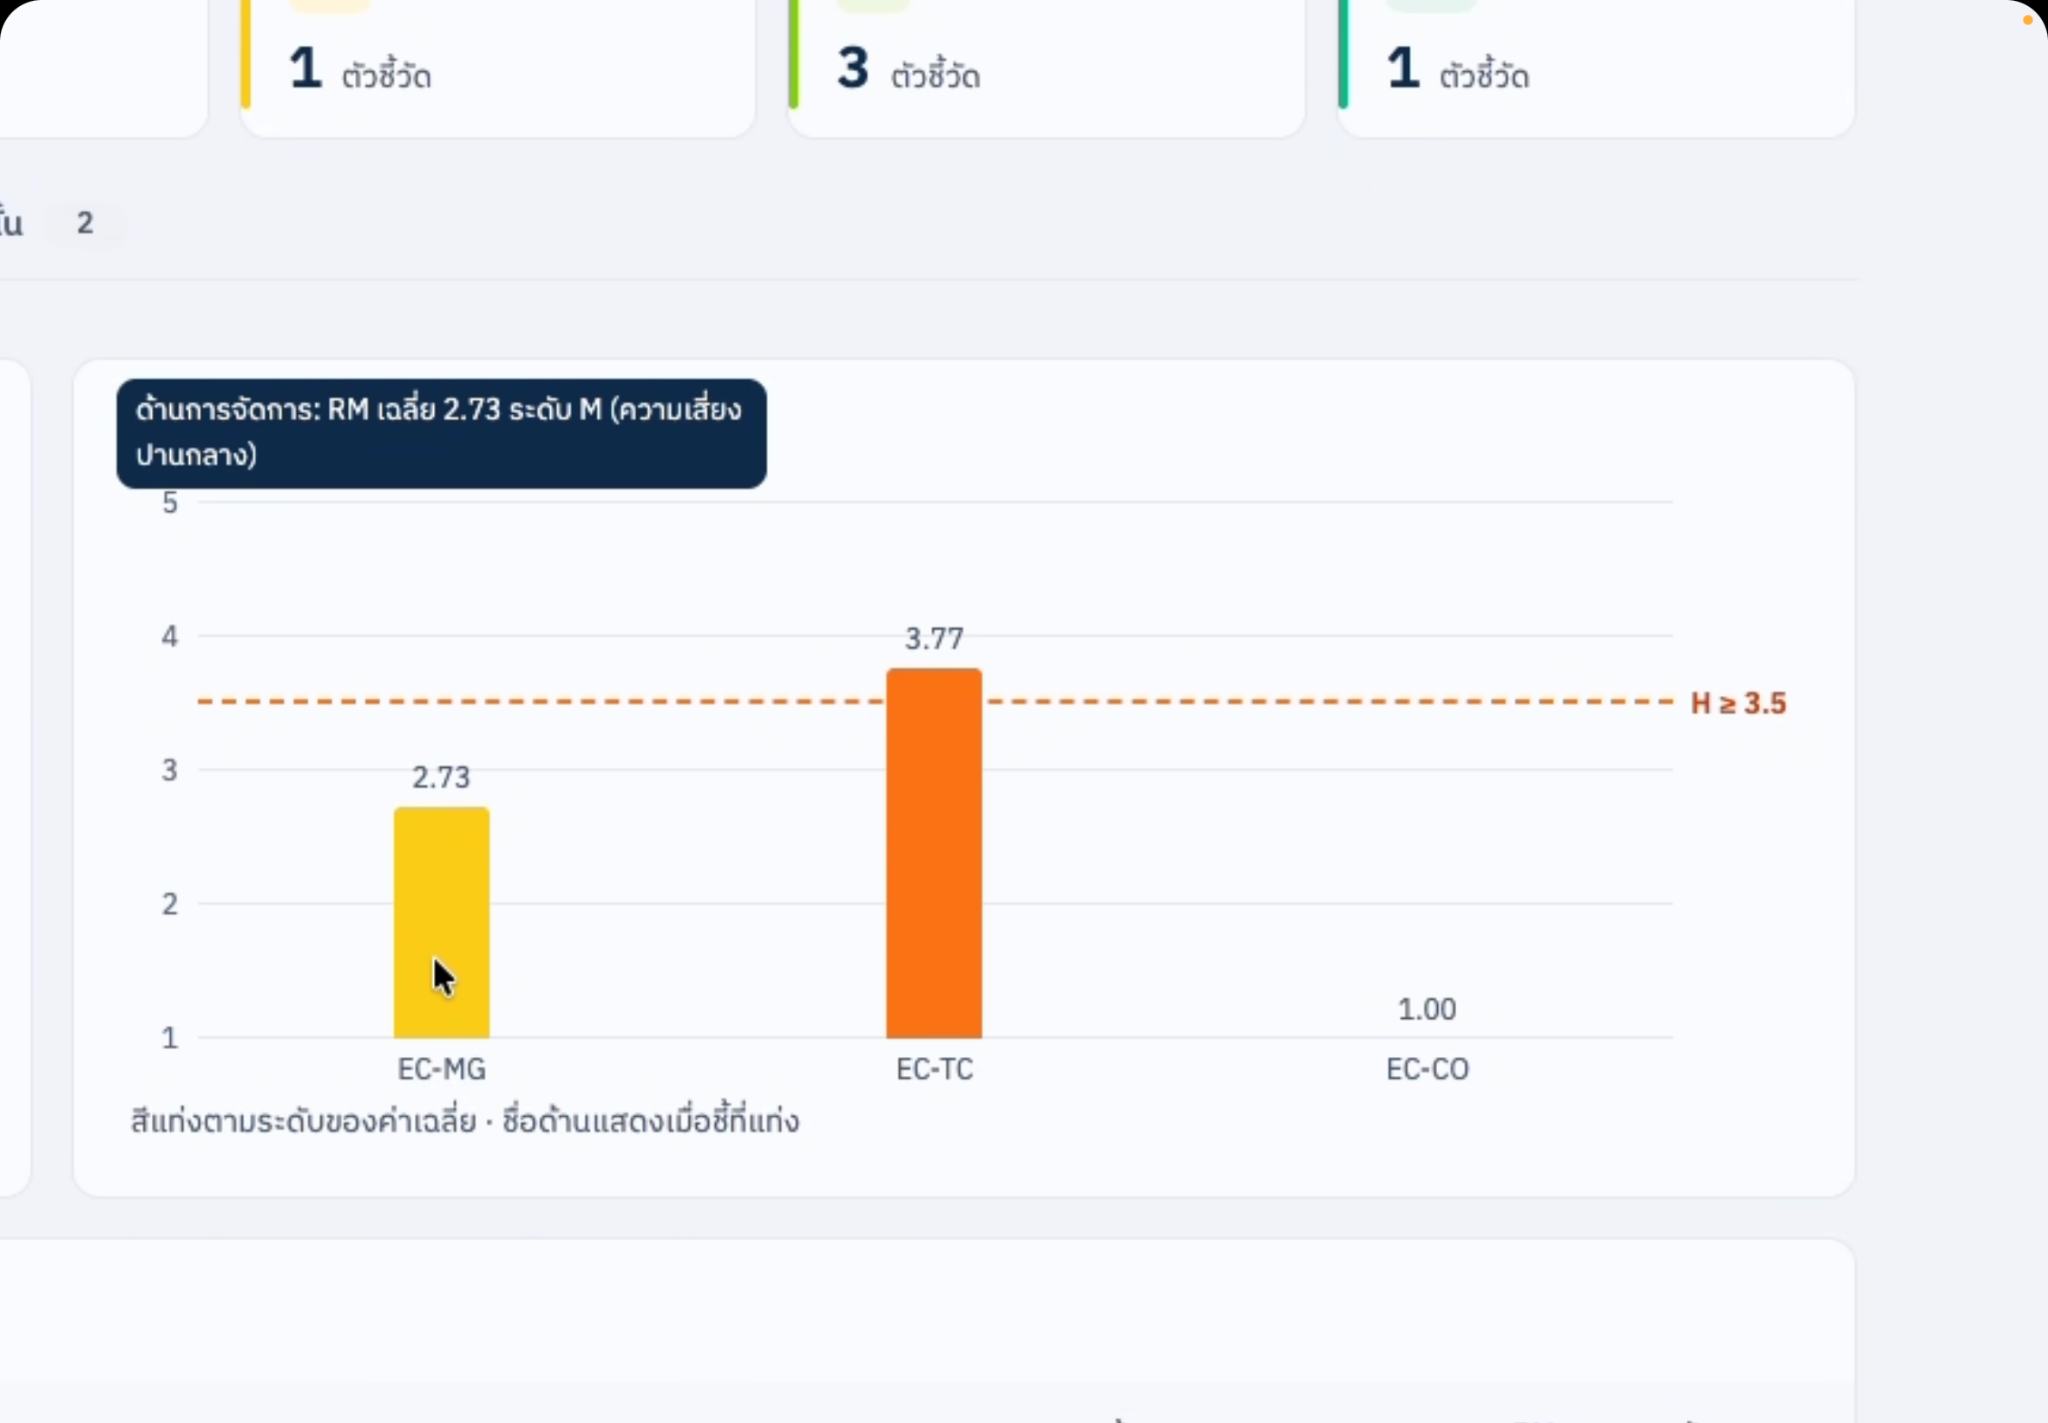 1 ตัวชี้วัด
3 ตัวชี้วัด
1 ตัวชี้วัด
2
ด้านการจัดการ: RM เฉลี่ย 2.73 ระดับ M (ความเสี่ยง
ปานกลาง)
5
4
3
2
1
3.77
H ≥ 3.5
2.73
1.00
EC-MG
EC-TC
EC-CO
สีแท่งตามระดับของค่าเฉลี่ย · ชื่อด้านแสดงเมื่อชี้ที่แท่ง